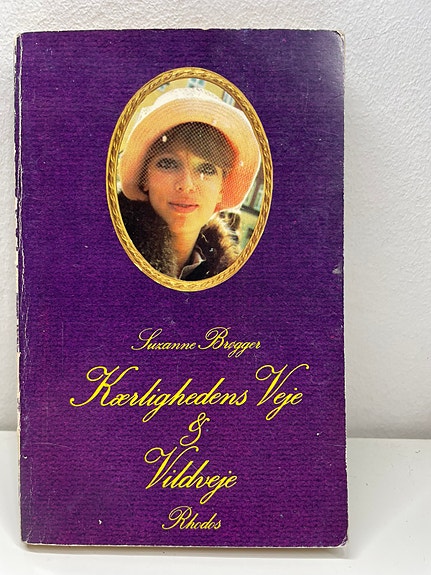 Suzanne Brøgger
Kærlighedens Veje
&
Vildveje
Rhodos